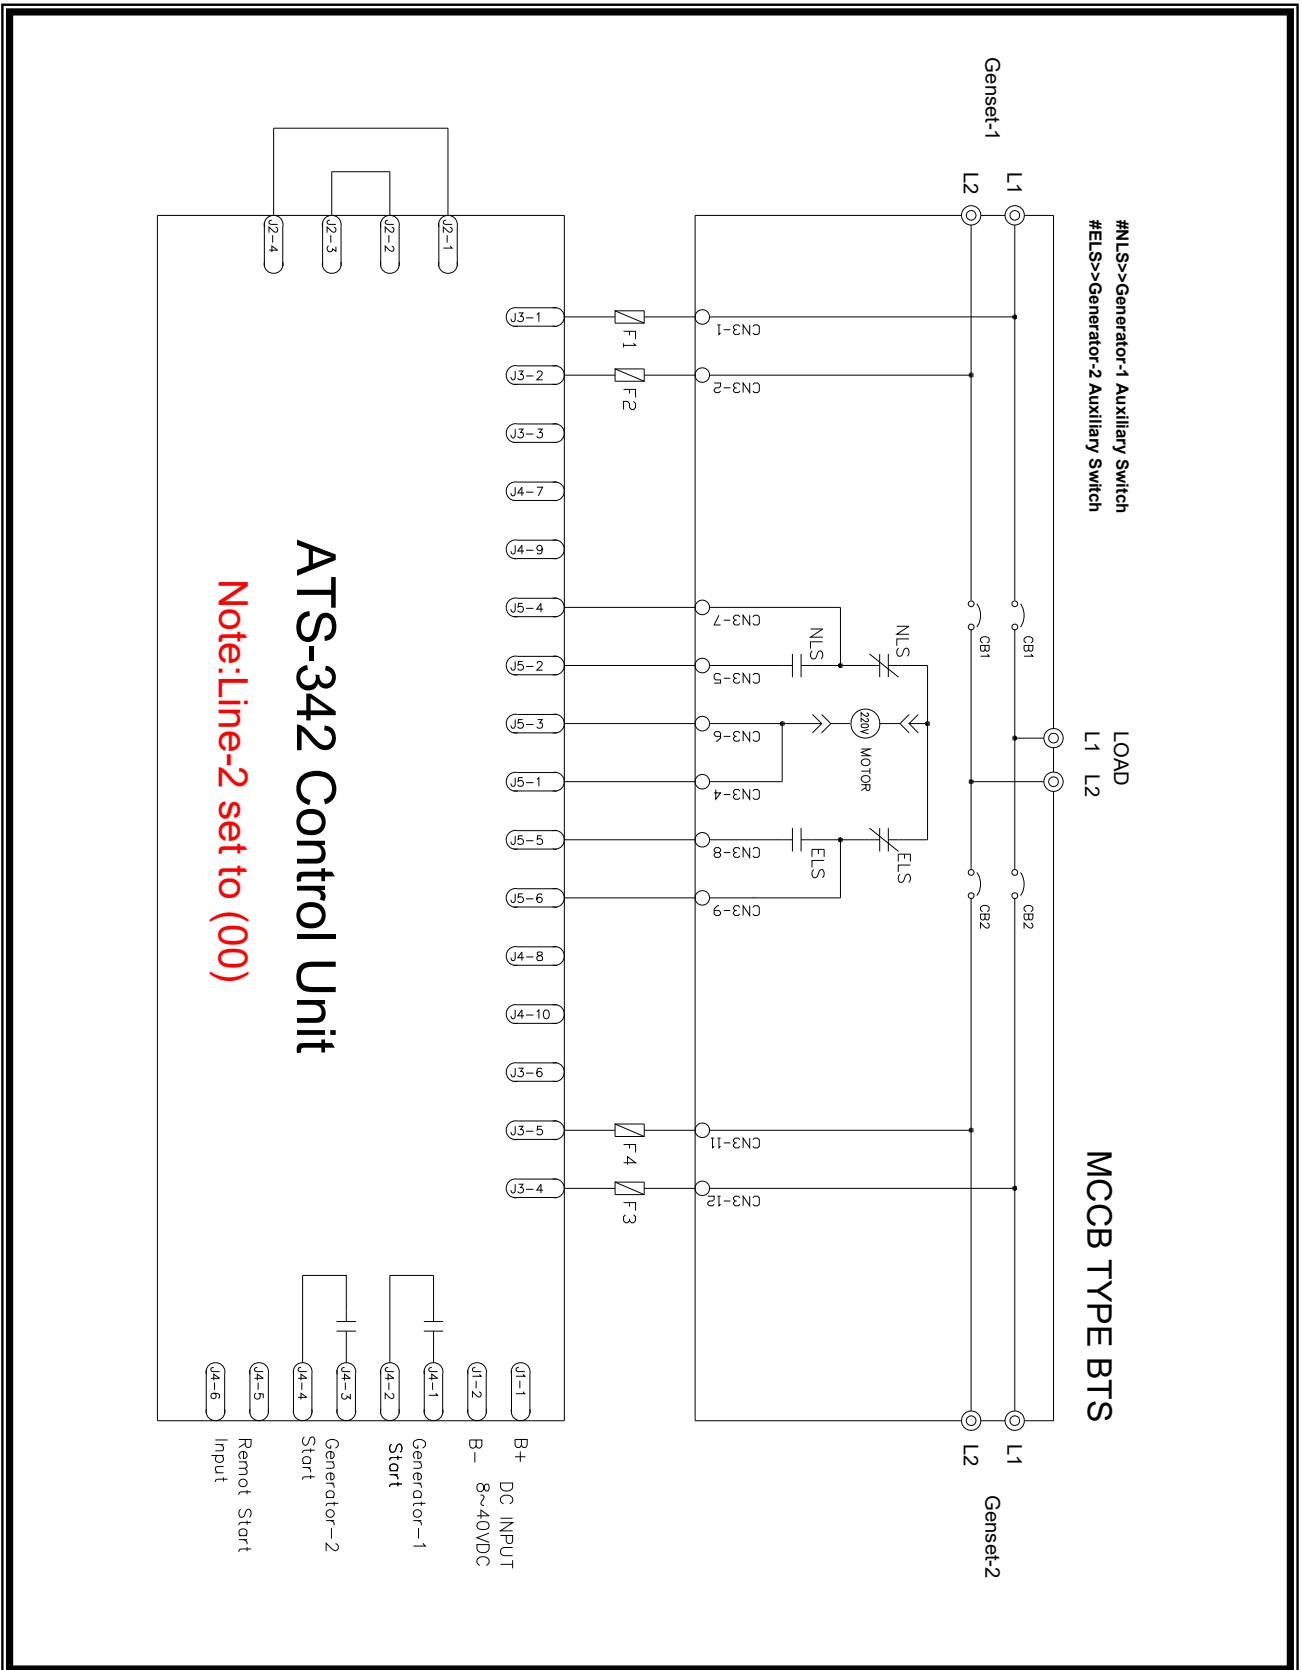 MCCB TYPE BTS
#NLS>>Generator-1 Auxiliary Switch
#ELS>>Generator-2 Auxiliary Switch
LOAD
L1 L2
Genset-1
L1
L2
CB1
CB1
CB2
CB2
L1
L2
Genset-2
NLS
NLS
220V
MOTOR
ELS
ELS
CN3-1
CN3-2
CN3-7
CN3-5
CN3-6
CN3-4
CN3-8
CN3-9
CN3-11
CN3-12
F1
F2
F4
F3
J3-1
J3-2
J3-3
J4-7
J4-9
J5-4
J5-2
J5-3
J5-1
J5-5
J5-6
J4-8
J4-10
J3-6
J3-5
J3-4
J2-1
J2-2
J2-3
J2-4
ATS-342 Control Unit
Note:Line-2 set to (00)
J1-1
J1-2
J4-1
J4-2
J4-3
J4-4
J4-5
J4-6
B+ DC INPUT
B- 8~40VDC
Generator-1
Start
Generator-2
Start
Remot Start
Input